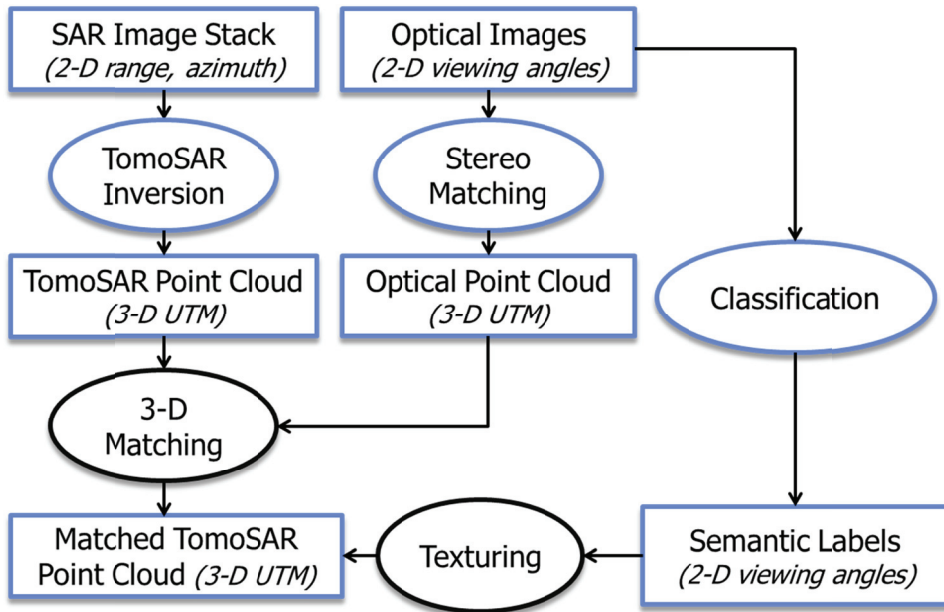 SAR Image Stack
(2-D range, azimuth)
Optical Images
(2-D viewing angles)
TomoSAR
Inversion
Stereo
Matching
TomoSAR Point Cloud
(3-D UTM)
Optical Point Cloud
(3-D UTM)
Classification
3-D
Matching
Matched TomoSAR
Point Cloud (3-D UTM)
Texturing
Semantic Labels
(2-D viewing angles)